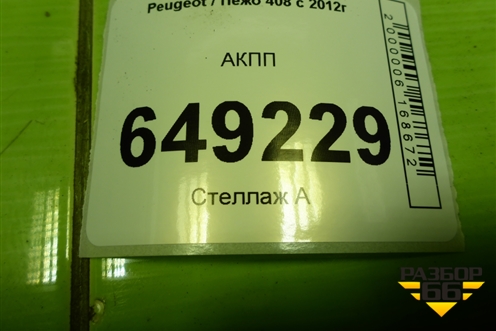 Peugeot / Пежо 408 с 2012г
АКПП
649229
Стеллаж А
2000006168672
РАЗБОР
66